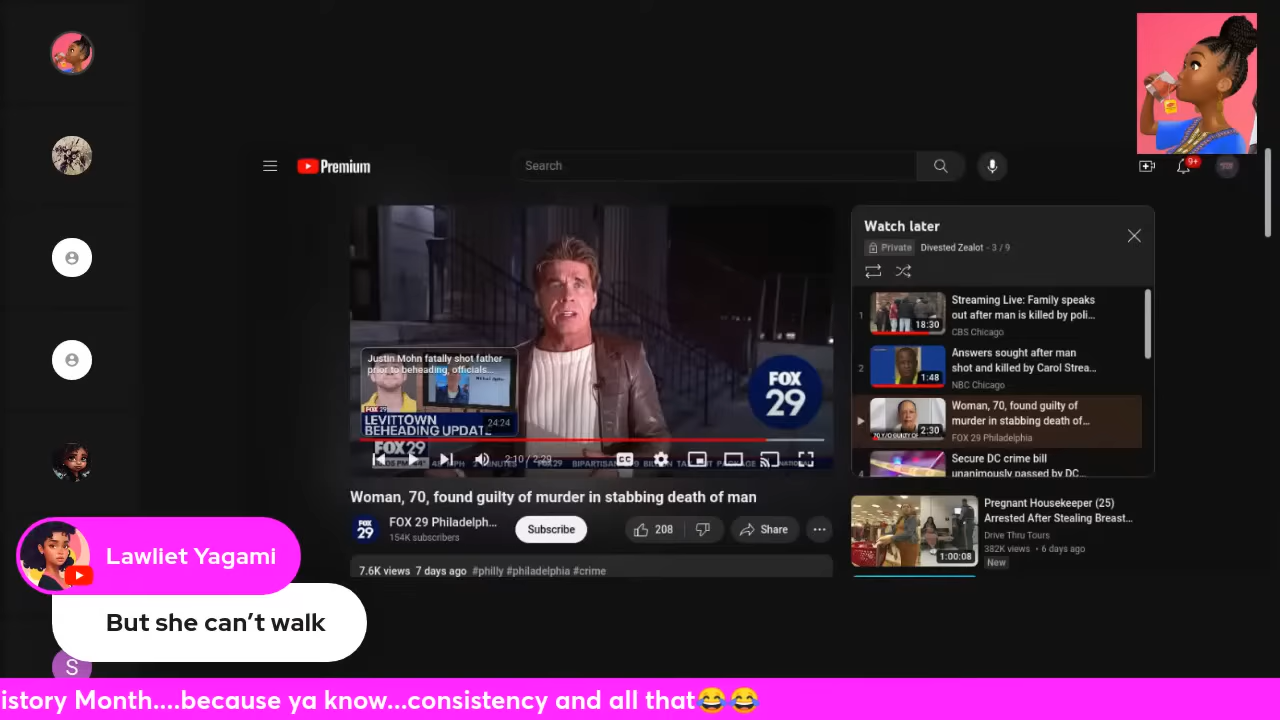 Premium
Search
9+
Watch later
Private Divested Zealot - 3 / 9
1
18:30
Streaming Live: Family speaks
out after man is killed by poli...
CBS Chicago
2
1:48
Answers sought after man
shot and killed by Carol Strea...
NBC Chicago
2:30
Woman, 70, found guilty of
murder in stabbing death of...
FOX 29 Philadelphia
4
Secure DC crime bill
unanimously passed by DC...
Justin Mohn fatally shot father
prior to beheading, officials...
FOX 29
LEVITTOWN
BEHEADING UPDATE
24:24
FOX
29
FOX29
2:10 / 2:29
CC
Woman, 70, found guilty of murder in stabbing death of man
FOX
29
FOX 29 Philadelph...
154K subscribers
Subscribe
208
Share
7.6K views 7 days ago #philly #philadelphia #crime
1:00:08
Pregnant Housekeeper (25)
Arrested After Stealing Breast...
Drive Thru Tours
382K views • 6 days ago
New
Lawliet Yagami
But she can’t walk
S
istory Month....because ya know...consistency and all that😂😂